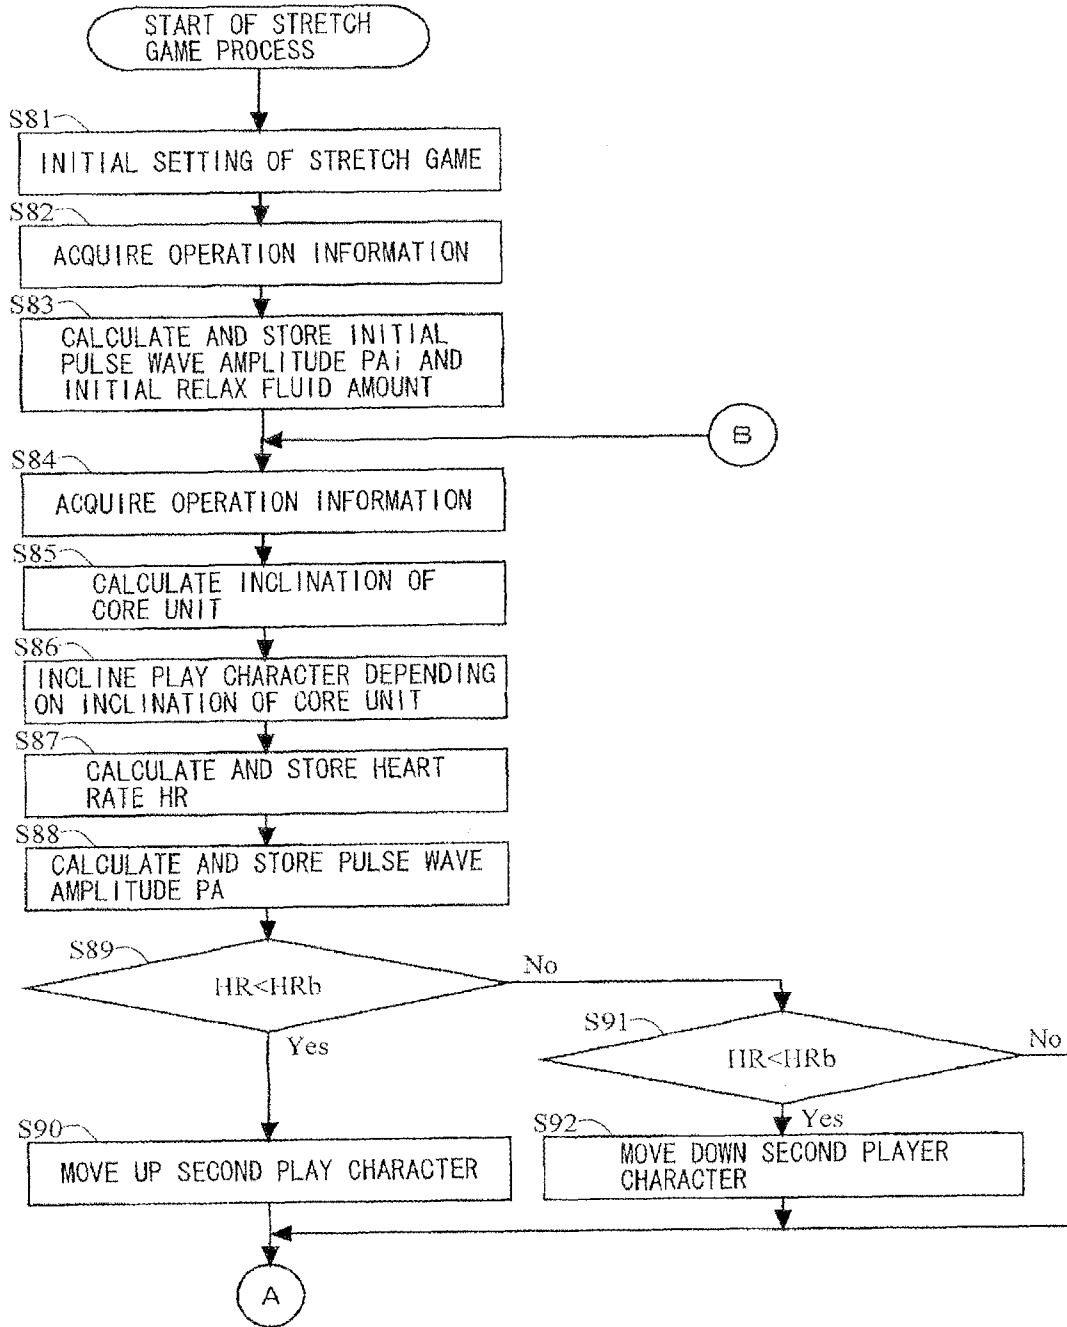 START OF STRETCH
GAME PROCESS
S81
INITIAL SETTING OF STRETCH GAME
S82
ACQUIRE OPERATION INFORMATION
S83
CALCULATE AND STORE INITIAL
PULSE WAVE AMPLITUDE PAi AND
INITIAL RELAX FLUID AMOUNT
B
S84
ACQUIRE OPERATION INFORMATION
S85
CALCULATE INCLINATION OF
CORE UNIT
S86
INCLINE PLAY CHARACTER DEPENDING
ON INCLINATION OF CORE UNIT
S87
CALCULATE AND STORE HEART
RATE HR
S88
CALCULATE AND STORE PULSE WAVE
AMPLITUDE PA
S89
HR<HRb
No
Yes
S91
HR<HRb
No
Yes
S90
MOVE UP SECOND PLAY CHARACTER
S92
MOVE DOWN SECOND PLAYER
CHARACTER
A